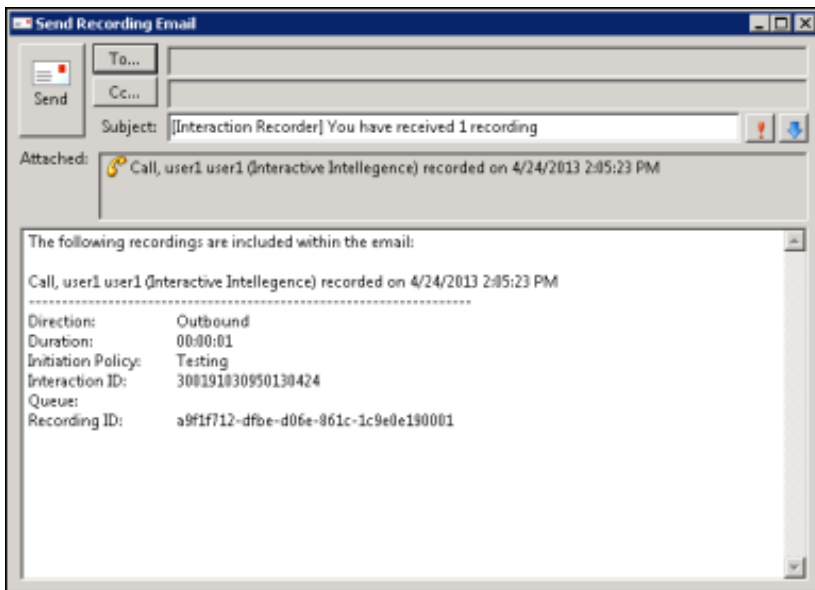 Send Recording Email
To...
Send
Cc...
Subject: [Interaction Recorder] You have received 1 recording
Attached: Call, user1 user1 (Interactive Intellegence) recorded on 4/24/2013 2:05:23 PM
The following recordings are included within the email:
Call, user1 user1 (Interactive Intellegence) recorded on 4/24/2013 2:05:23 PM
--------------------------------------------------------------------
Direction: Outbound
Duration: 00:00:01
Initiation Policy: Testing
Interaction ID: 300191030950130424
Queue:
Recording ID: a9f1f712-dfbe-d06e-861c-1c9e0e190001